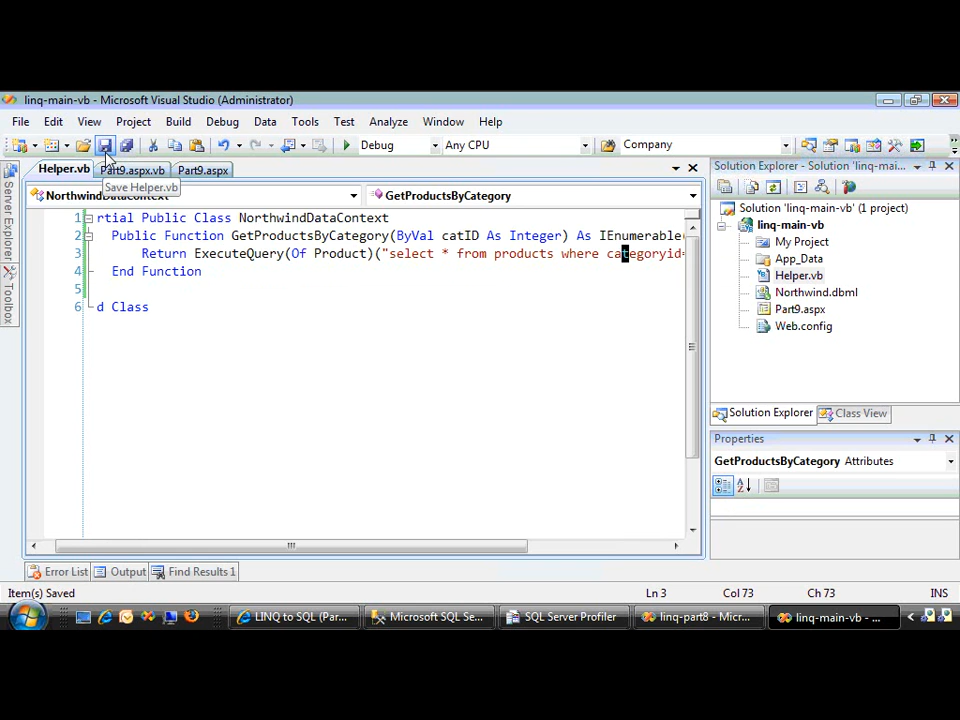 linq-main-vb - Microsoft Visual Studio (Administrator)
File Edit View Project Build Debug Data Tools Test Analyze Window Help
Debug Any CPU Company
Helper.vb Part9.aspx.vb Part9.aspx
Save Helper.vb
NorthwindDataContext GetProductsByCategory
1 rtial Public Class NorthwindDataContext
2 Public Function GetProductsByCategory(ByVal catID As Integer) As IEnumerable(
3 Return ExecuteQuery(Of Product)("select * from products where categoryid=
4 End Function
5
6 d Class
Server Explorer
Toolbox
Solution Explorer - Solution 'linq-mai...
Solution 'linq-main-vb' (1 project)
linq-main-vb
My Project
App_Data
Helper.vb
Northwind.dbml
Part9.aspx
Web.config
Solution Explorer Class View
Properties
GetProductsByCategory Attributes
Error List Output Find Results 1
Item(s) Saved Ln 3 Col 73 Ch 73 INS
LINQ to SQL (Par... Microsoft SQL Se... SQL Server Profiler linq-part8 - Micr... linq-main-vb - ...